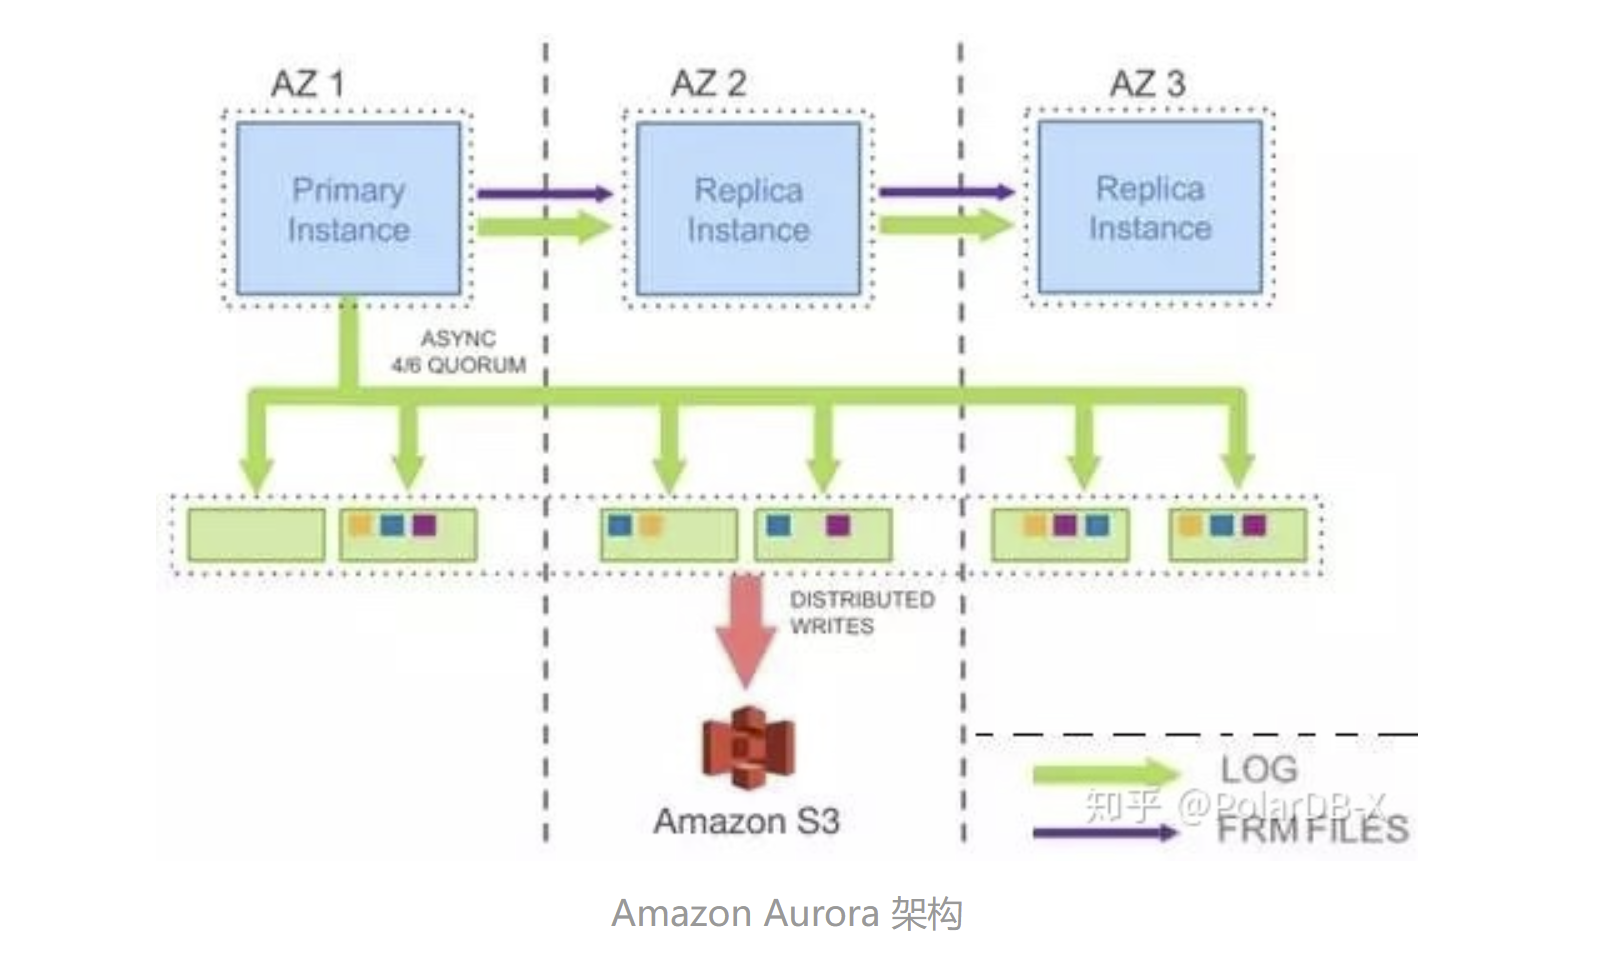 AZ 1
AZ 2
AZ 3
Primary
Instance
Replica
Instance
Replica
Instance
ASYNC
4/6 QUORUM
DISTRIBUTED
WRITES
Amazon S3
LOG
知乎 @PolarDB-X
FRM FILES
Amazon Aurora 架构